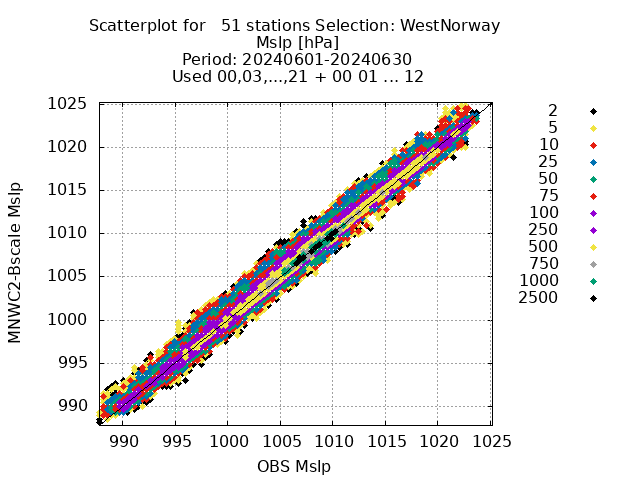 Scatterplot for   51 stations Selection: WestNorway
Mslp [hPa]
Period: 20240601-20240630
Used 00,03,...,21 + 00 01 ... 12
1025
1020
1015
1010
1005
1000
995
990
MNWC2-Bscale Mslp
990 995 1000 1005 1010 1015 1020 1025
OBS Mslp
2
5
10
25
50
75
100
250
500
750
1000
2500